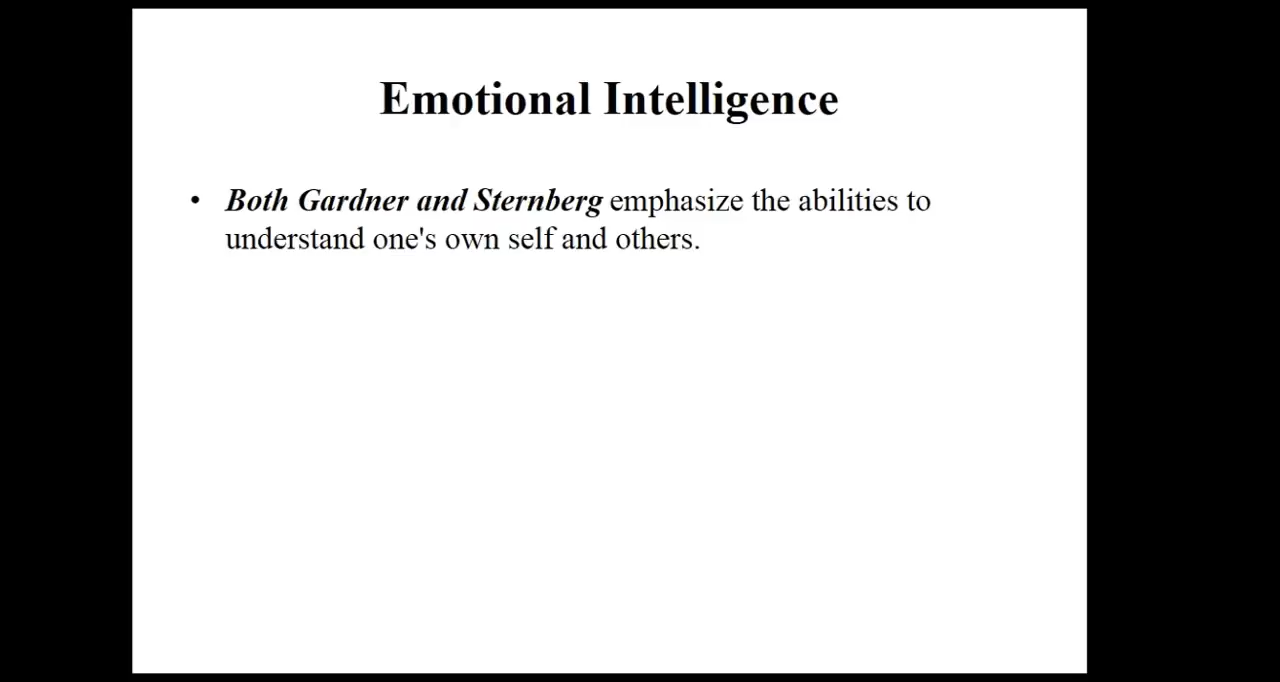 Emotional Intelligence
• Both Gardner and Sternberg emphasize the abilities to
understand one's own self and others.